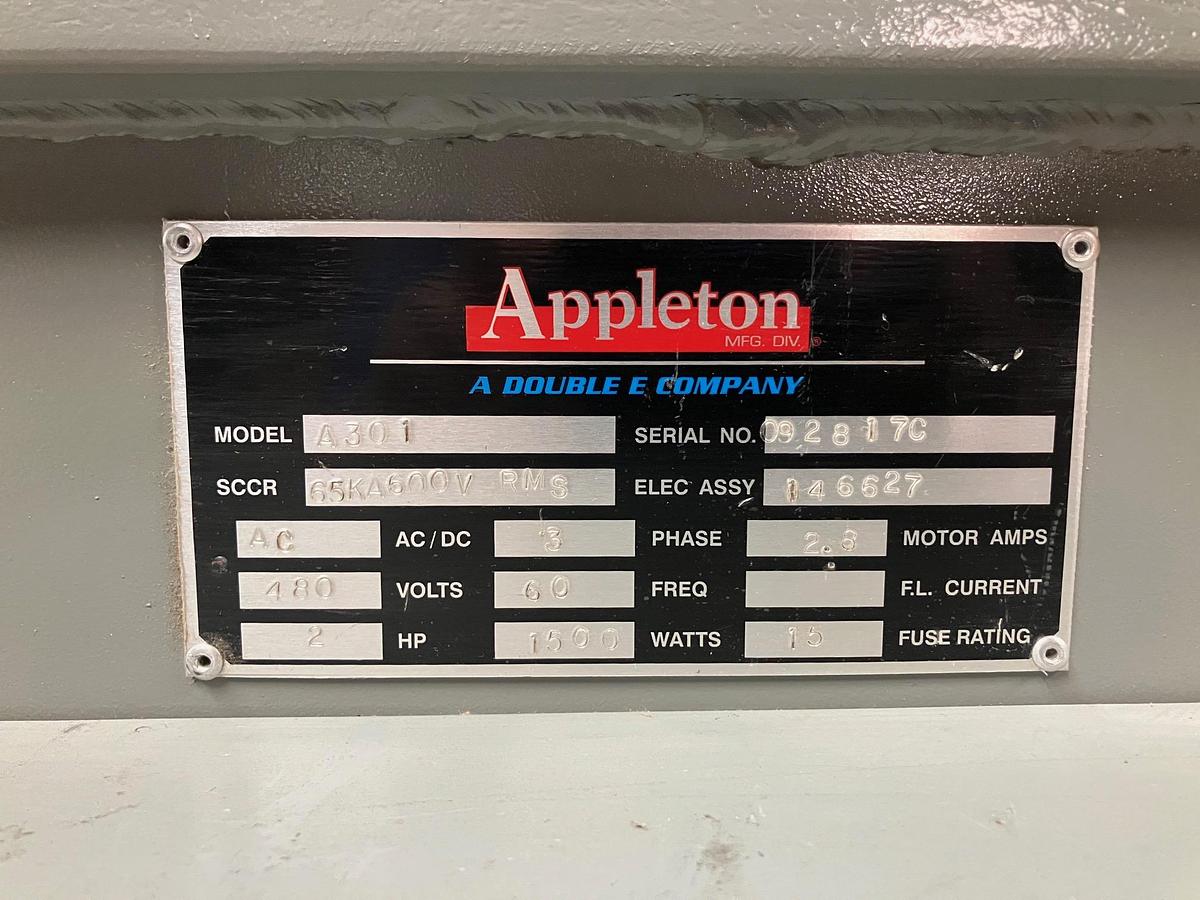 Appleton
MFG. DIV.®
A DOUBLE E COMPANY
MODEL A301 SERIAL NO. 092817C
SCCR 65KA600V RMS ELEC ASSY 146627
AC AC/DC 3 PHASE 2.8 MOTOR AMPS
480 VOLTS 60 FREQ F.L. CURRENT
2 HP 1500 WATTS 15 FUSE RATING